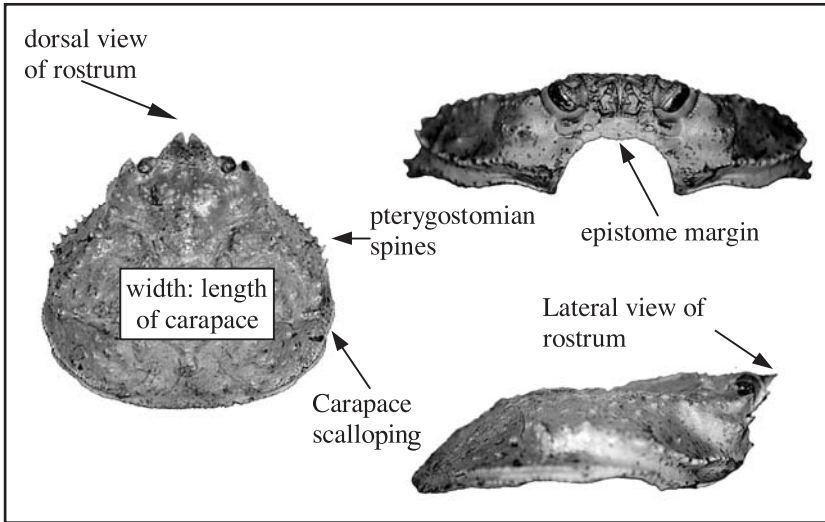 dorsal view
of rostrum
pterygostomian
spines
epistome margin
width: length
of carapace
Lateral view of
rostrum
Carapace
scalloping